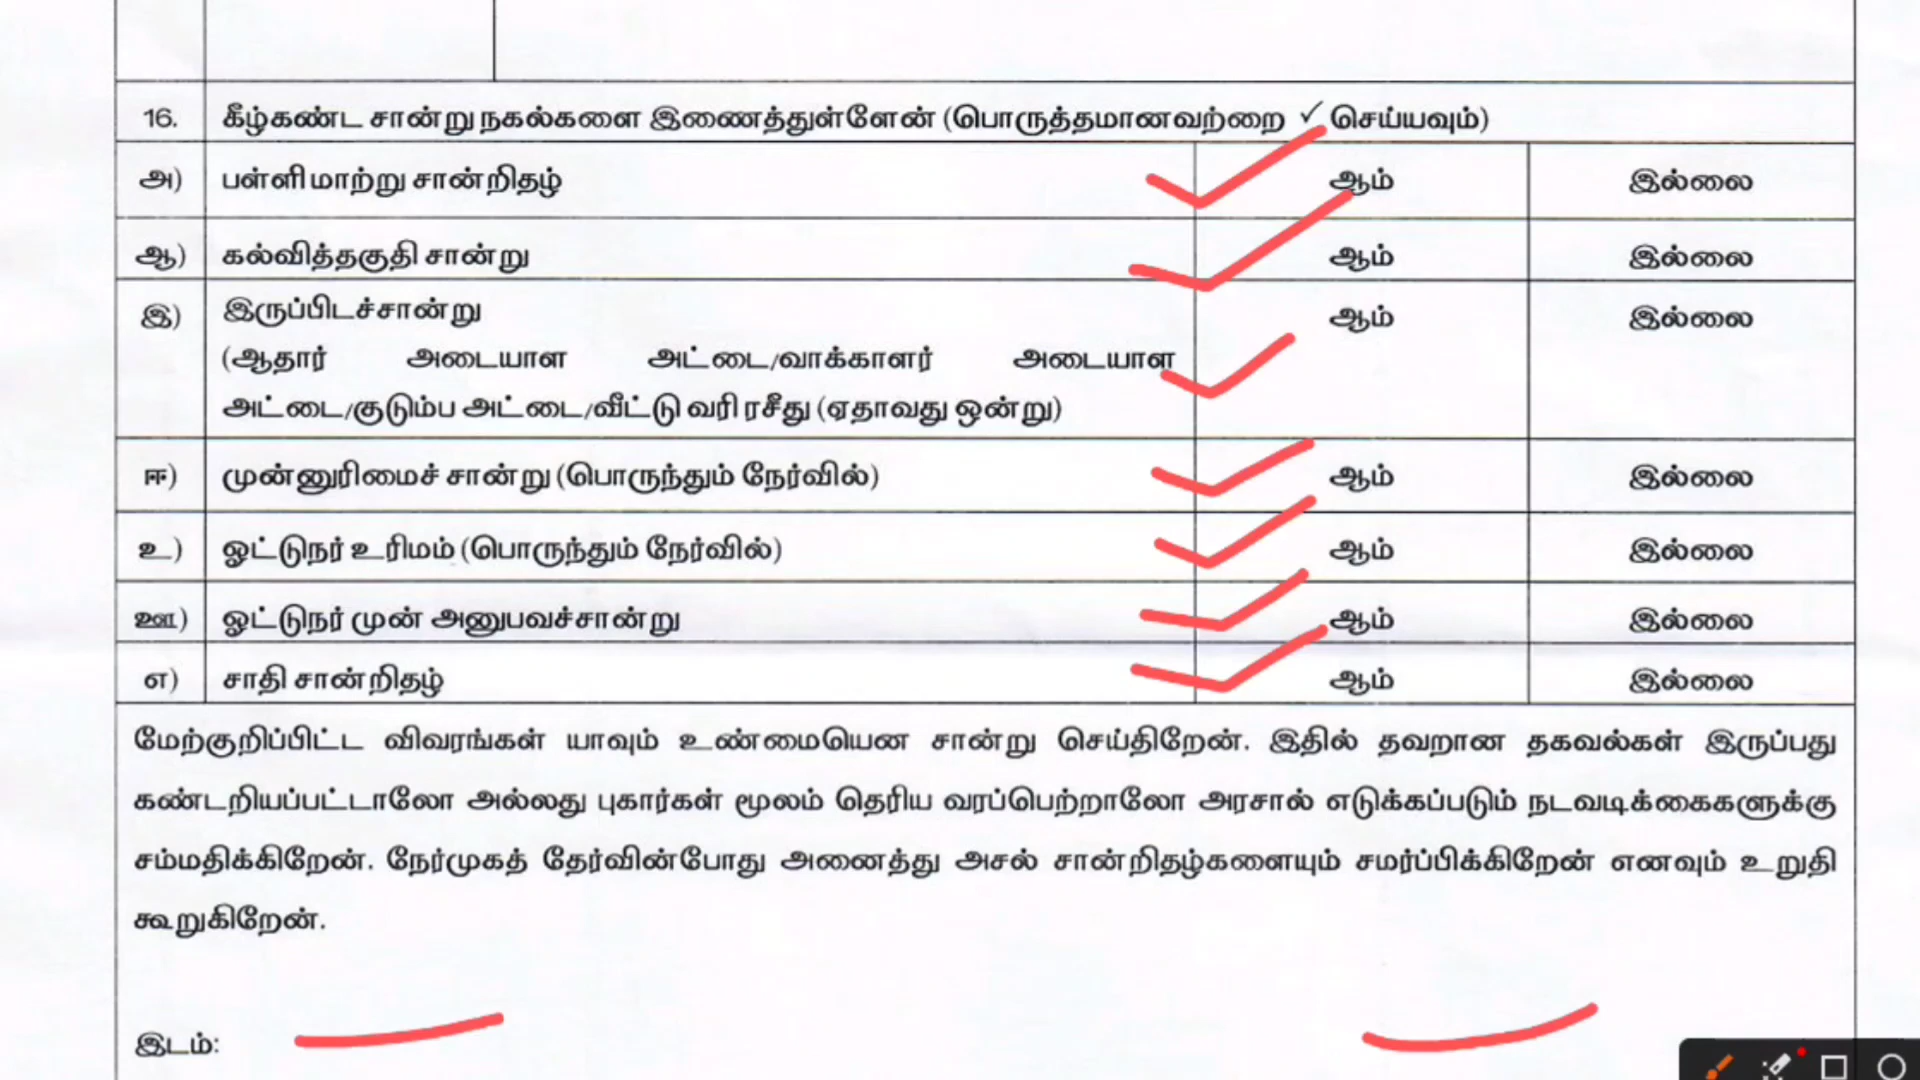 16. கீழ்கண்ட சான்று நகல்களை இணைத்துள்ளேன் (பொருத்தமானவற்றை ✓ செய்யவும்)
அ) பள்ளி மாற்று சான்றிதழ் ஆம் இல்லை
ஆ) கல்வித்தகுதி சான்று ஆம் இல்லை
இ) இருப்பிடச்சான்று ஆம் இல்லை
(ஆதார் அடையாள அட்டை/வாக்காளர் அடையாள
அட்டை/குடும்ப அட்டை/வீட்டு வரி ரசீது (ஏதாவது ஒன்று)
ஈ) முன்னுரிமைச் சான்று (பொருந்தும் நேர்வில்) ஆம் இல்லை
உ) ஓட்டுநர் உரிமம் (பொருந்தும் நேர்வில்) ஆம் இல்லை
ஊ) ஓட்டுநர் முன் அனுபவச்சான்று ஆம் இல்லை
எ) சாதி சான்றிதழ் ஆம் இல்லை
மேற்குறிப்பிட்ட விவரங்கள் யாவும் உண்மையென சான்று செய்திறேன். இதில் தவறான தகவல்கள் இருப்பது
கண்டறியப்பட்டாலோ அல்லது புகார்கள் மூலம் தெரிய வரப்பெற்றாலோ அரசால் எடுக்கப்படும் நடவடிக்கைகளுக்கு
சம்மதிக்கிறேன். நேர்முகத் தேர்வின்போது அனைத்து அசல் சான்றிதழ்களையும் சமர்ப்பிக்கிறேன் எனவும் உறுதி
கூறுகிறேன்.
இடம்: